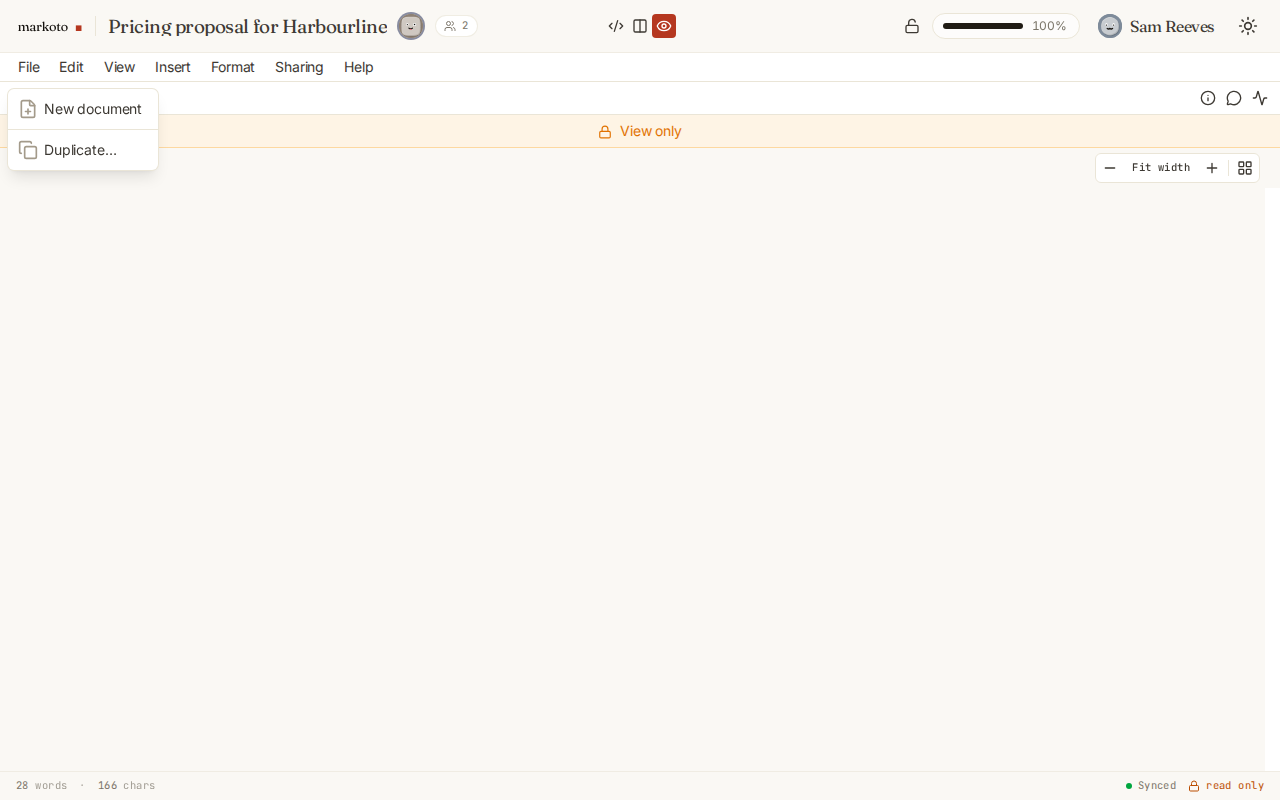 markoto
Pricing proposal for Harbourline
2
100%
Sam Reeves
File Edit View Insert Format Sharing Help
New document
Duplicate...
View only
Fit width
28 words · 166 chars
Synced
read only